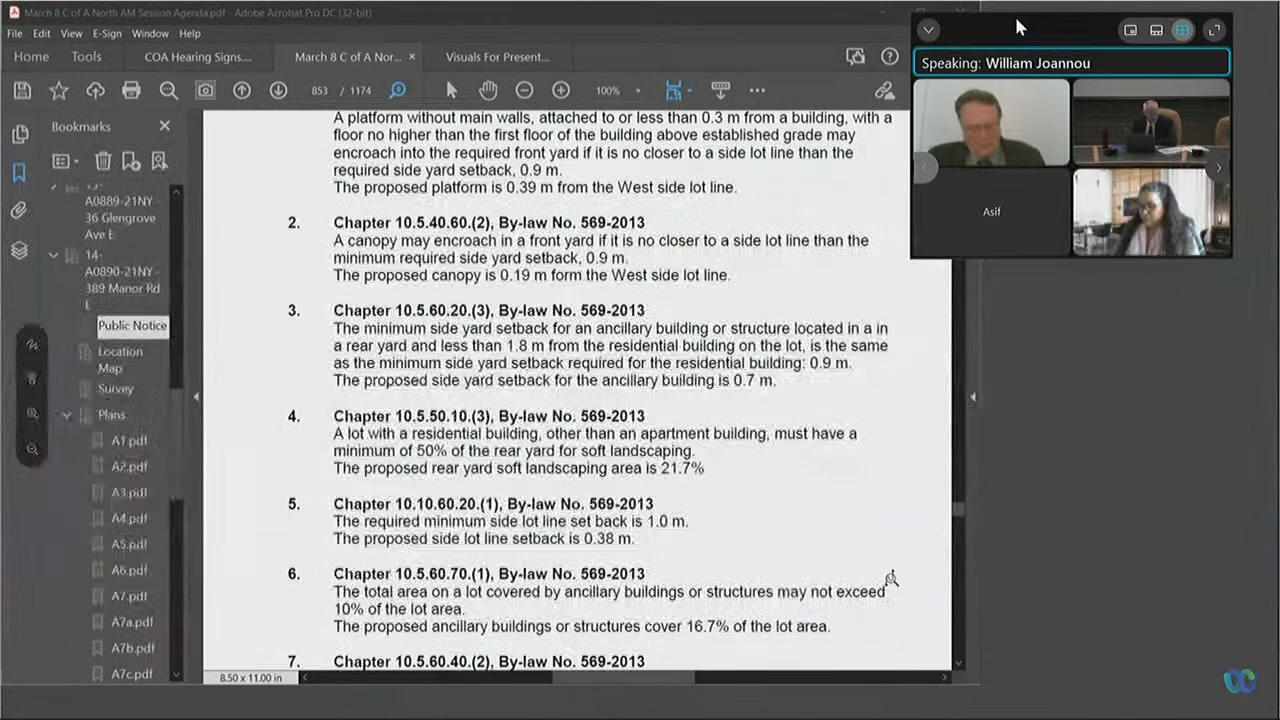 March 8 C of A North AM Session Agenda.pdf - Adobe Acrobat Pro DC (32-bit)
File Edit View E-Sign Window Help
Home Tools COA Hearing Signs.... March 8 C of A Nor... × Visuals For Present...
853 / 1174 100%
Speaking: William Joannou
Asif
Bookmarks
A0889-21NY -
36 Glengrove
Ave E
14-
A0890-21NY -
389 Manor Rd
E
Public Notice
Location
Map
Survey
Plans
A1.pdf
A2.pdf
A3.pdf
A4.pdf
A5.pdf
A6.pdf
A7.pdf
A7a.pdf
A7b.pdf
A7c.pdf
A platform without main walls, attached to or less than 0.3 m from a building, with a
floor no higher than the first floor of the building above established grade may
encroach into the required front yard if it is no closer to a side lot line than the
required side yard setback, 0.9 m.
The proposed platform is 0.39 m from the West side lot line.
2. Chapter 10.5.40.60.(2), By-law No. 569-2013
A canopy may encroach in a front yard if it is no closer to a side lot line than the
minimum required side yard setback, 0.9 m.
The proposed canopy is 0.19 m form the West side lot line.
3. Chapter 10.5.60.20.(3), By-law No. 569-2013
The minimum side yard setback for an ancillary building or structure located in a in
a rear yard and less than 1.8 m from the residential building on the lot, is the same
as the minimum side yard setback required for the residential building: 0.9 m.
The proposed side yard setback for the ancillary building is 0.7 m.
4. Chapter 10.5.50.10.(3), By-law No. 569-2013
A lot with a residential building, other than an apartment building, must have a
minimum of 50% of the rear yard for soft landscaping.
The proposed rear yard soft landscaping area is 21.7%
5. Chapter 10.10.60.20.(1), By-law No. 569-2013
The required minimum side lot line set back is 1.0 m.
The proposed side lot line setback is 0.38 m.
6. Chapter 10.5.60.70.(1), By-law No. 569-2013
The total area on a lot covered by ancillary buildings or structures may not exceed
10% of the lot area.
The proposed ancillary buildings or structures cover 16.7% of the lot area.
7. Chapter 10.5.60.40.(2), By-law No. 569-2013
8.50 x 11.00 in